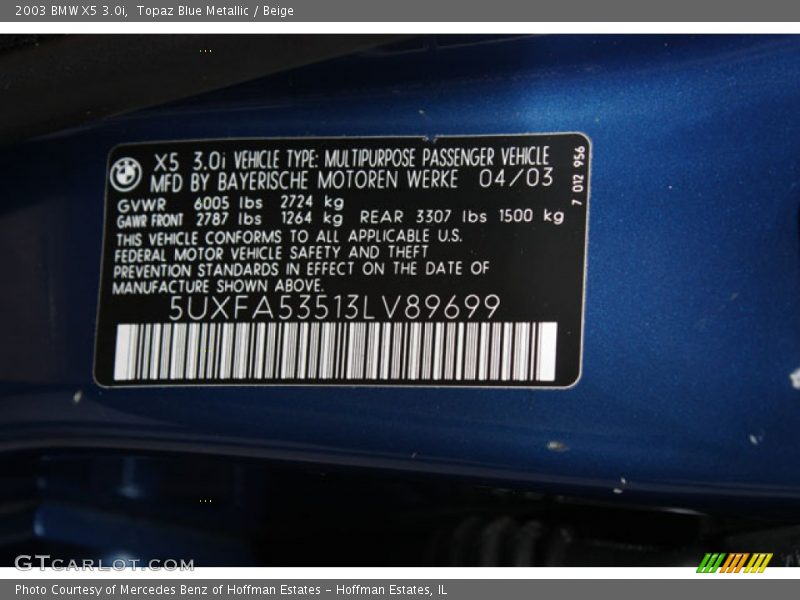 2003 BMW X5 3.0i, Topaz Blue Metallic / Beige
X5 3.0i VEHICLE TYPE: MULTIPURPOSE PASSENGER VEHICLE
MFD BY BAYERISCHE MOTOREN WERKE 04/03
7 012 956
GVWR 6005 lbs 2724 kg
GAWR FRONT 2787 lbs 1264 kg REAR 3307 lbs 1500 kg
THIS VEHICLE CONFORMS TO ALL APPLICABLE U.S.
FEDERAL MOTOR VEHICLE SAFETY AND THEFT
PREVENTION STANDARDS IN EFFECT ON THE DATE OF
MANUFACTURE SHOWN ABOVE.
5UXFA53513LV89699
GTCARLOT.COM
Photo Courtesy of Mercedes Benz of Hoffman Estates - Hoffman Estates, IL